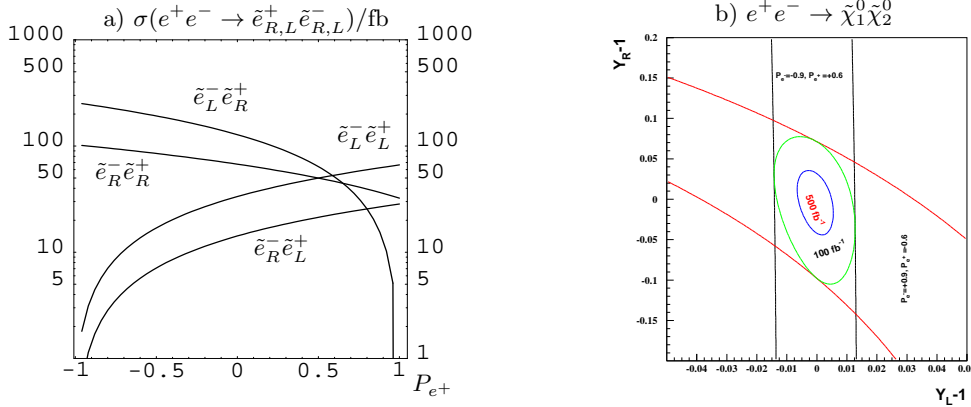 a) σ(e⁺e⁻ → ẽ⁺_{R,L}ẽ⁻_{R,L})/fb
1000 1000
500 500
100 100
50 50
10 10
5 5
1 1
ẽ⁻_L ẽ⁺_R
ẽ⁻_L ẽ⁺_L
ẽ⁻_R ẽ⁺_R
ẽ⁻_R ẽ⁺_L
-1 -0.5 0 0.5 1
P_{e⁺}
b) e⁺e⁻ → χ̃⁰₁χ̃⁰₂
Y_R-1
0.2
0.15
0.1
0.05
0
-0.05
-0.1
-0.15
P_{e⁻}=-0.9, P_{e⁺}=+0.6
500 fb⁻¹
100 fb⁻¹
P_{e⁻}=+0.9, P_{e⁺}=-0.6
-0.04 -0.03 -0.02 -0.01 0 0.01 0.02 0.03 0.04 0.0
Y_L-1